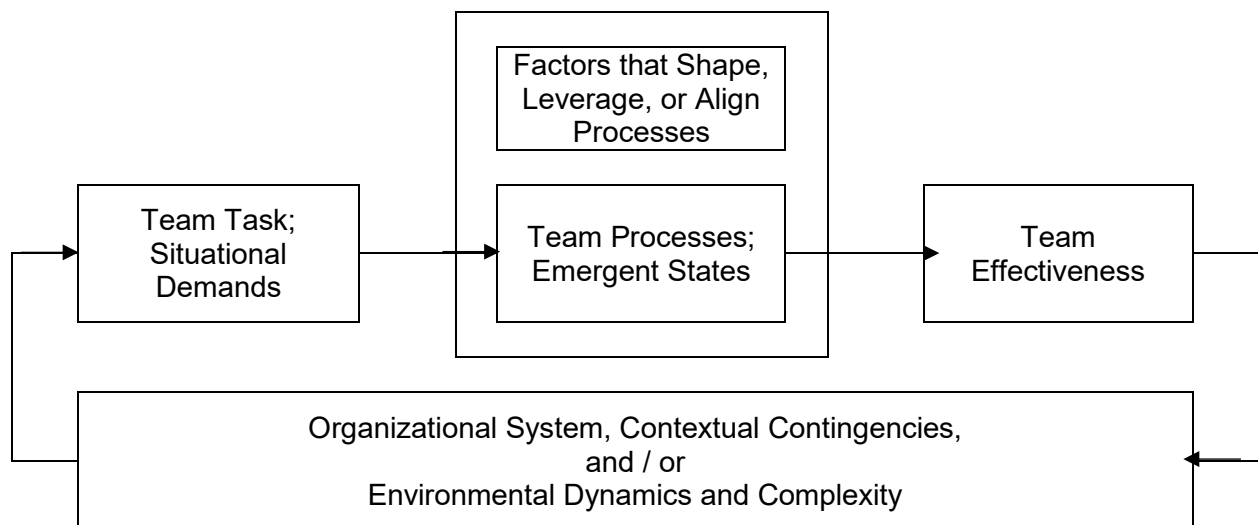 Factors that Shape,
Leverage, or Align
Processes
Team Task;
Situational
Demands
Team Processes;
Emergent States
Team
Effectiveness
Organizational System, Contextual Contingencies,
and / or
Environmental Dynamics and Complexity